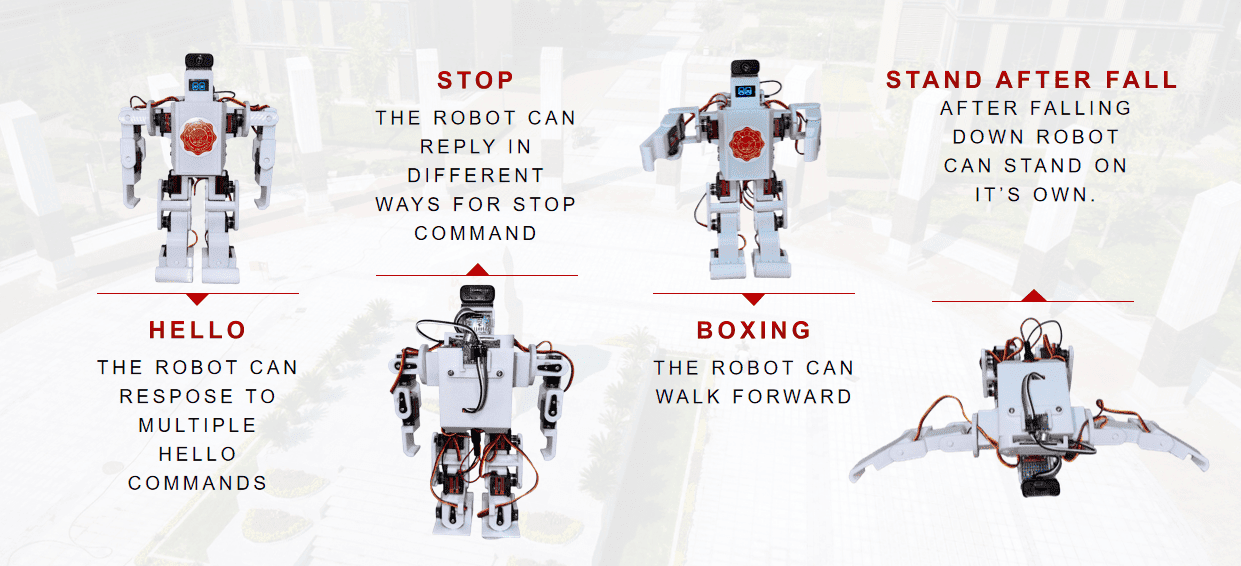 HELLO
THE ROBOT CAN
RESPOSE TO
MULTIPLE
HELLO
COMMANDS
STOP
THE ROBOT CAN
REPLY IN
DIFFERENT
WAYS FOR STOP
COMMAND
BOXING
THE ROBOT CAN
WALK FORWARD
STAND AFTER FALL
AFTER FALLING
DOWN ROBOT
CAN STAND ON
IT’S OWN.